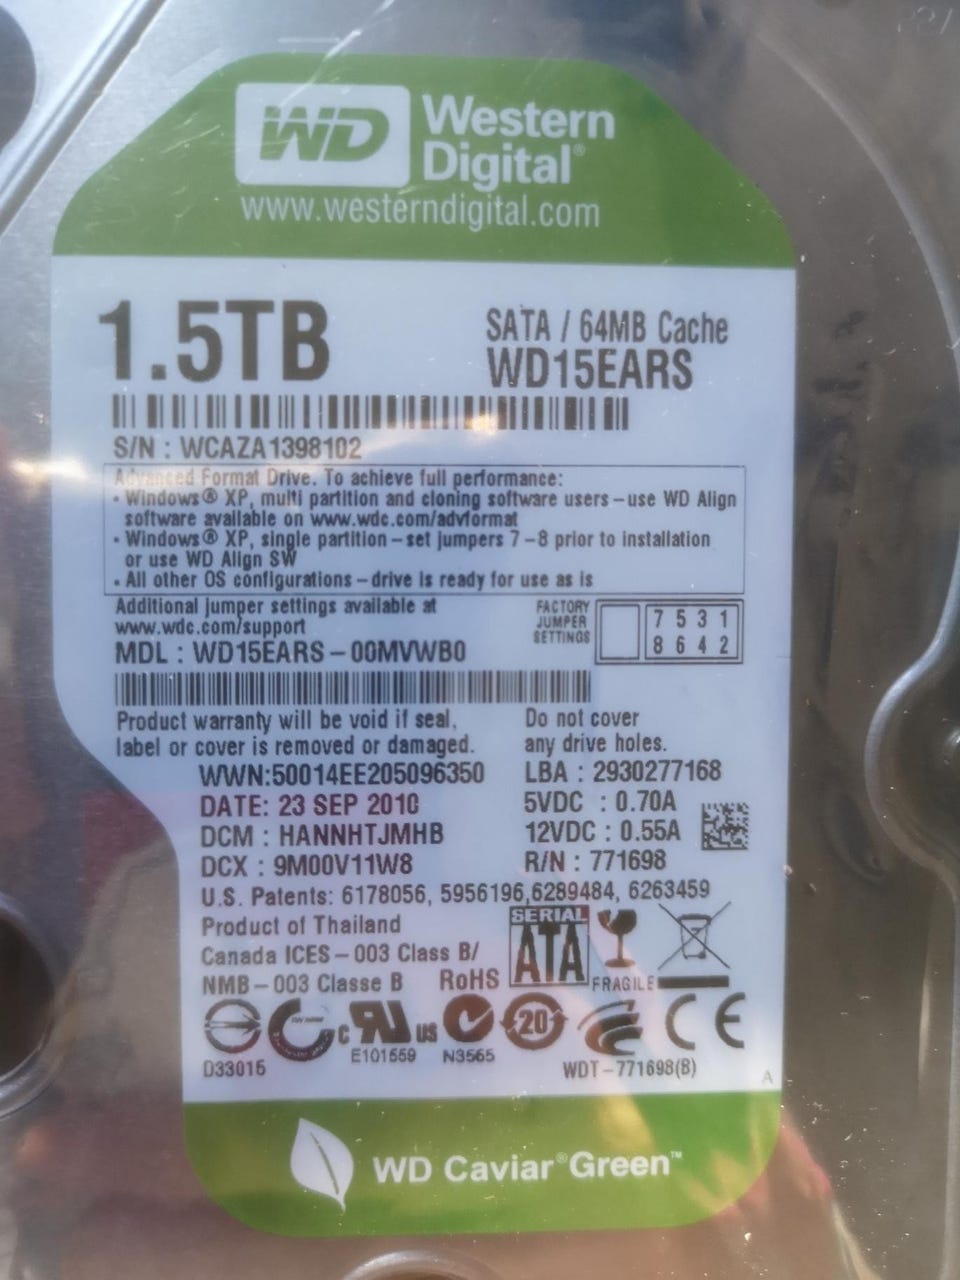 WD Western Digital®
www.westerndigital.com
1.5TB
SATA / 64MB Cache
WD15EARS
S/N : WCAZA1398102
Advanced Format Drive. To achieve full performance:
• Windows® XP, multi partition and cloning software users – use WD Align
software available on www.wdc.com/advformat
• Windows® XP, single partition – set jumpers 7 – 8 prior to installation
or use WD Align SW
• All other OS configurations – drive is ready for use as is
Additional jumper settings available at
www.wdc.com/support
FACTORY
JUMPER
SETTINGS
7 5 3 1
8 6 4 2
MDL : WD15EARS – 00MVWB0
Product warranty will be void if seal,
label or cover is removed or damaged.
Do not cover
any drive holes.
WWN:50014EE205096350
LBA : 2930277168
DATE: 23 SEP 2010
5VDC : 0.70A
DCM : HANNHTJMHB
12VDC : 0.55A
DCX : 9M00V11W8
R/N : 771698
U.S. Patents: 6178056, 5956196,6289484, 6263459
Product of Thailand
Canada ICES – 003 Class B/
NMB – 003 Classe B
RoHS
SERIAL
ATA
FRAGILE
c RU US
20
CE
D33015
E101559
N3565
WDT – 771698(B)
A
WD Caviar® Green™